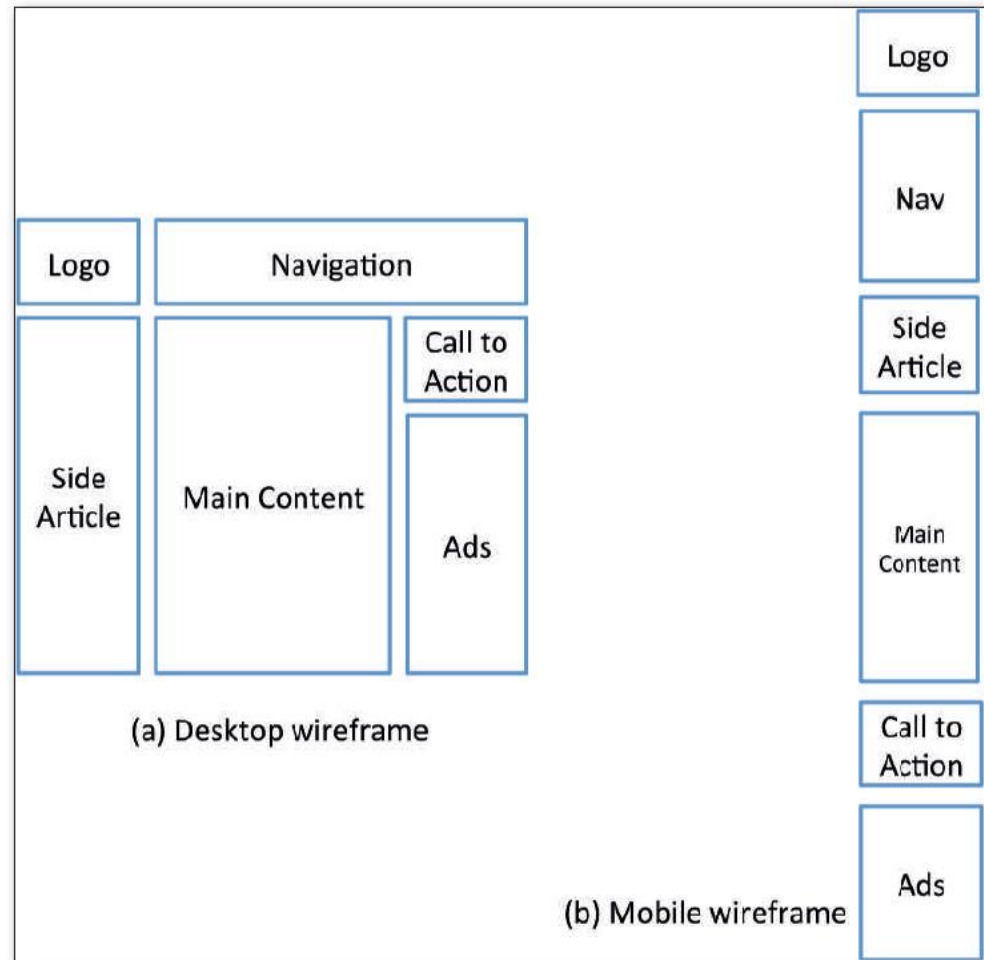 Logo
Navigation
Side
Article
Main Content
Call to
Action
Ads
(a) Desktop wireframe
Logo
Nav
Side
Article
Main
Content
Call to
Action
Ads
(b) Mobile wireframe